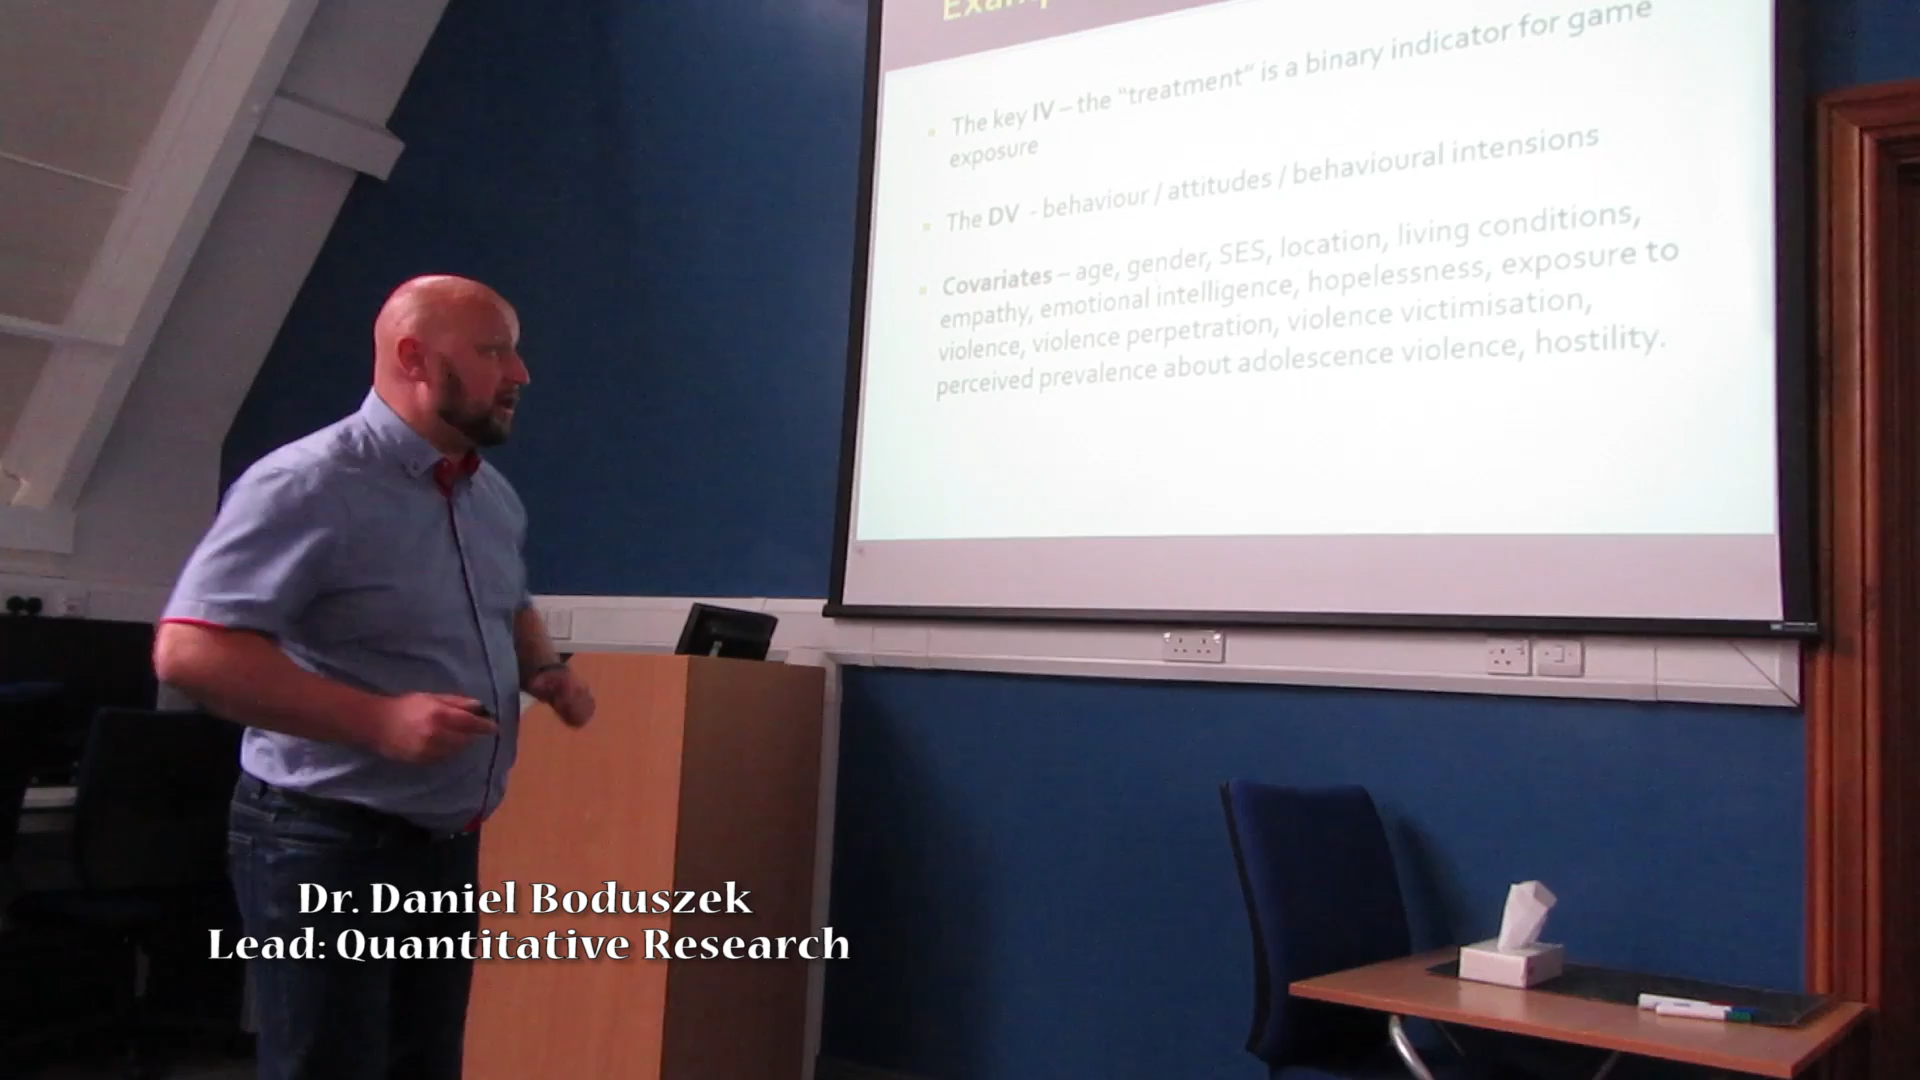 The key IV – the "treatment" is a binary indicator for game
exposure
The DV - behaviour / attitudes / behavioural intensions
Covariates – age, gender, SES, location, living conditions,
empathy, emotional intelligence, hopelessness, exposure to
violence, violence perpetration, violence victimisation,
perceived prevalence about adolescence violence, hostility.
Dr. Daniel Boduszek
Lead: Quantitative Research